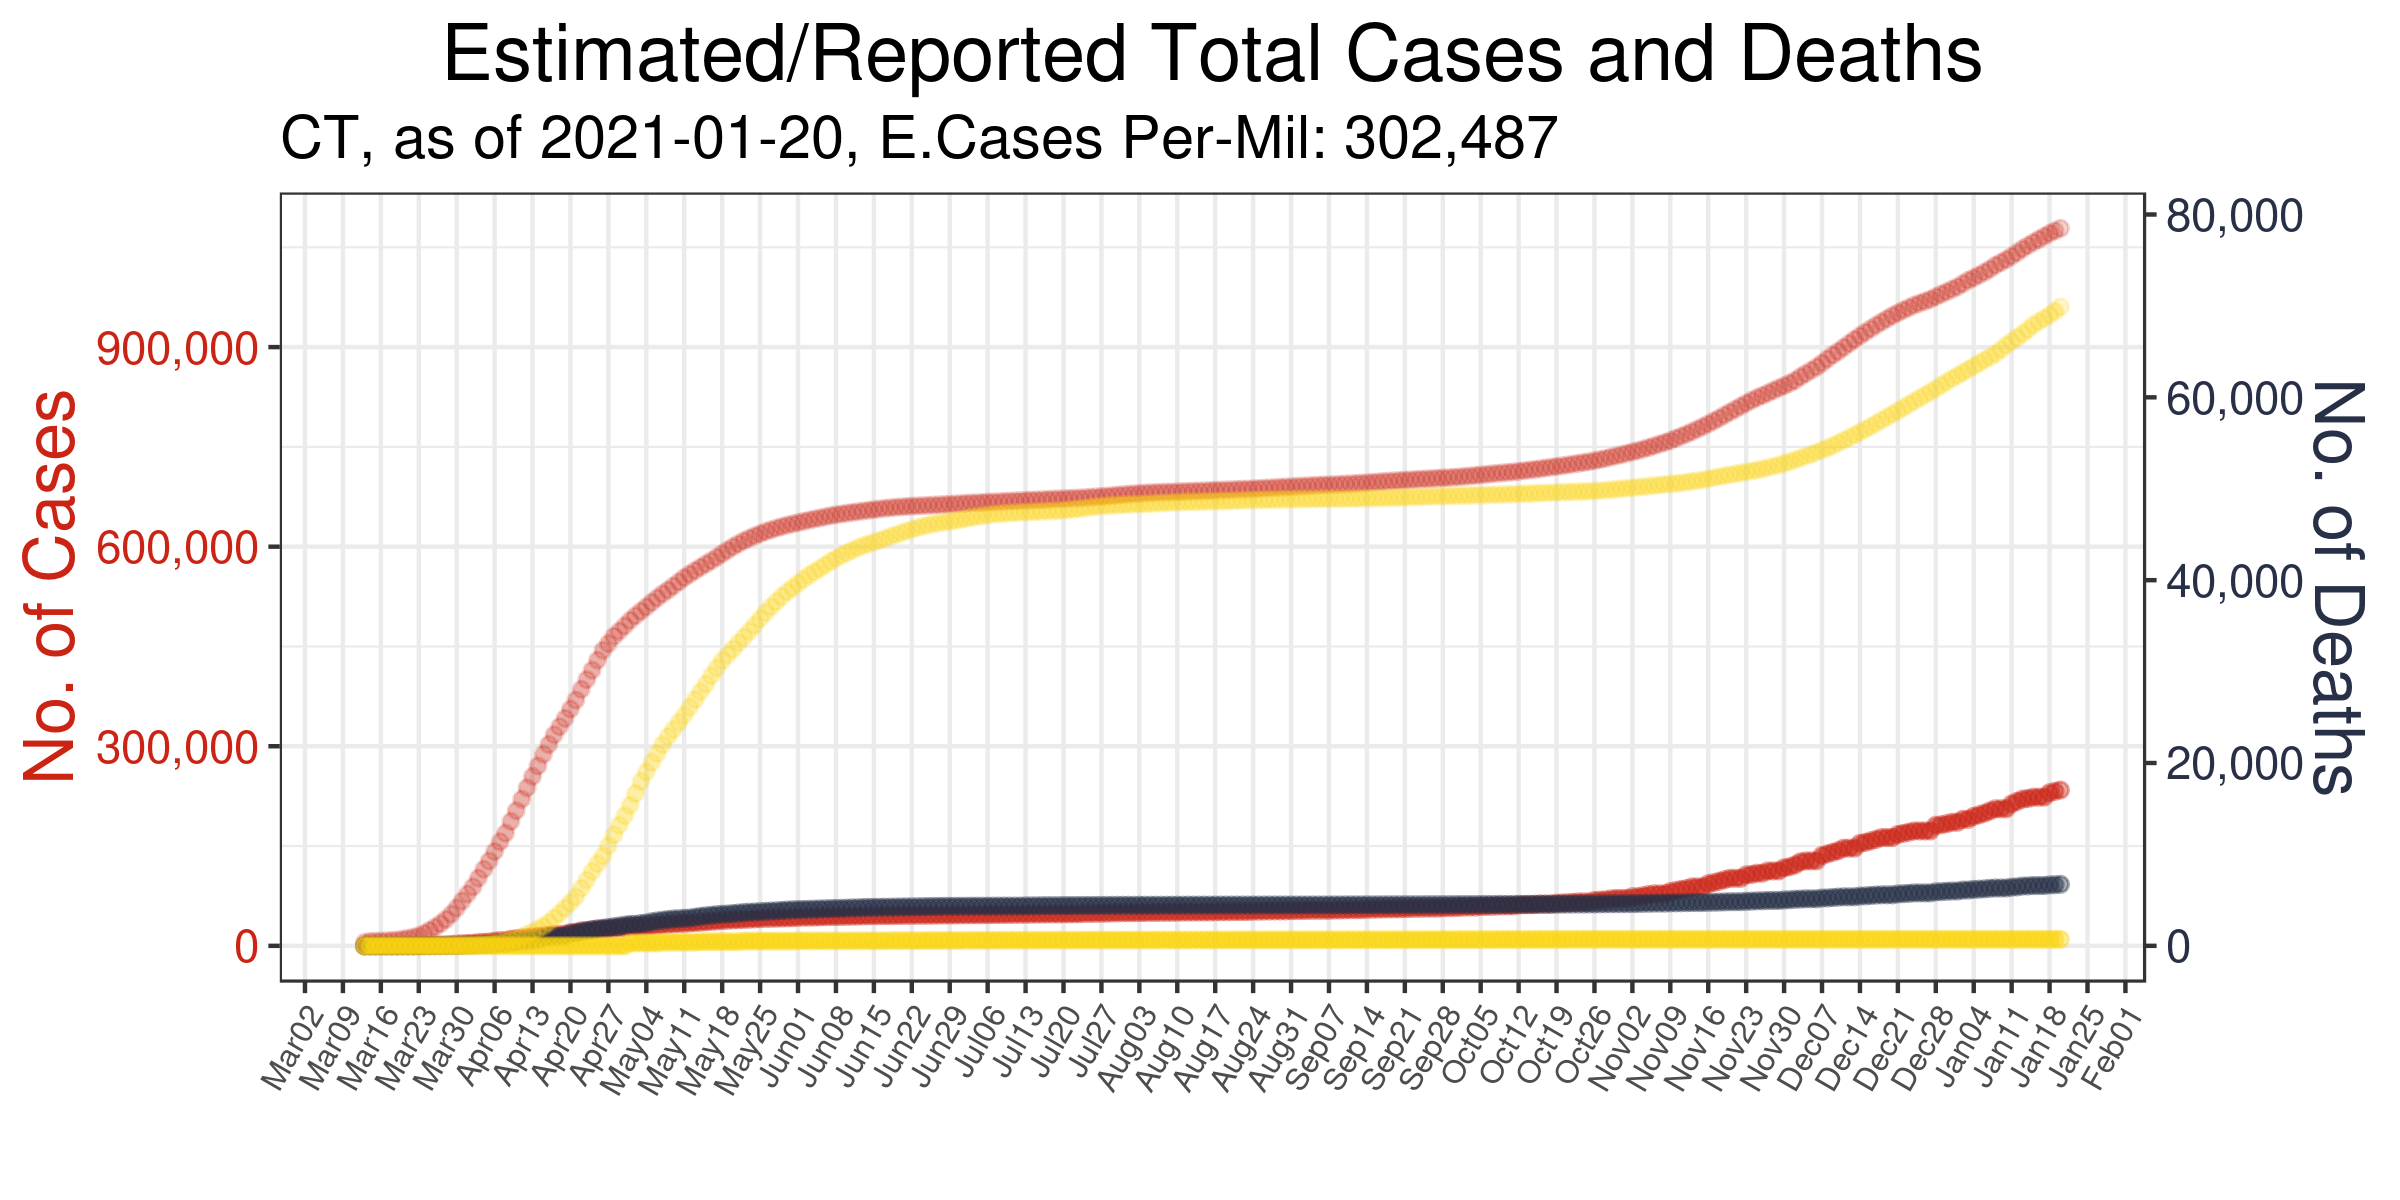 Estimated/Reported Total Cases and Deaths
CT, as of 2021-01-20, E.Cases Per-Mil: 302,487
No. of Cases
900,000
600,000
300,000
0
80,000
60,000
40,000
20,000
0
No. of Deaths
Mar02
Mar09
Mar16
Mar23
Mar30
Apr06
Apr13
Apr20
Apr27
May04
May11
May18
May25
Jun01
Jun08
Jun15
Jun22
Jun29
Jul06
Jul13
Jul20
Jul27
Aug03
Aug10
Aug17
Aug24
Aug31
Sep07
Sep14
Sep21
Sep28
Oct05
Oct12
Oct19
Oct26
Nov02
Nov09
Nov16
Nov23
Nov30
Dec07
Dec14
Dec21
Dec28
Jan04
Jan11
Jan18
Jan25
Feb01